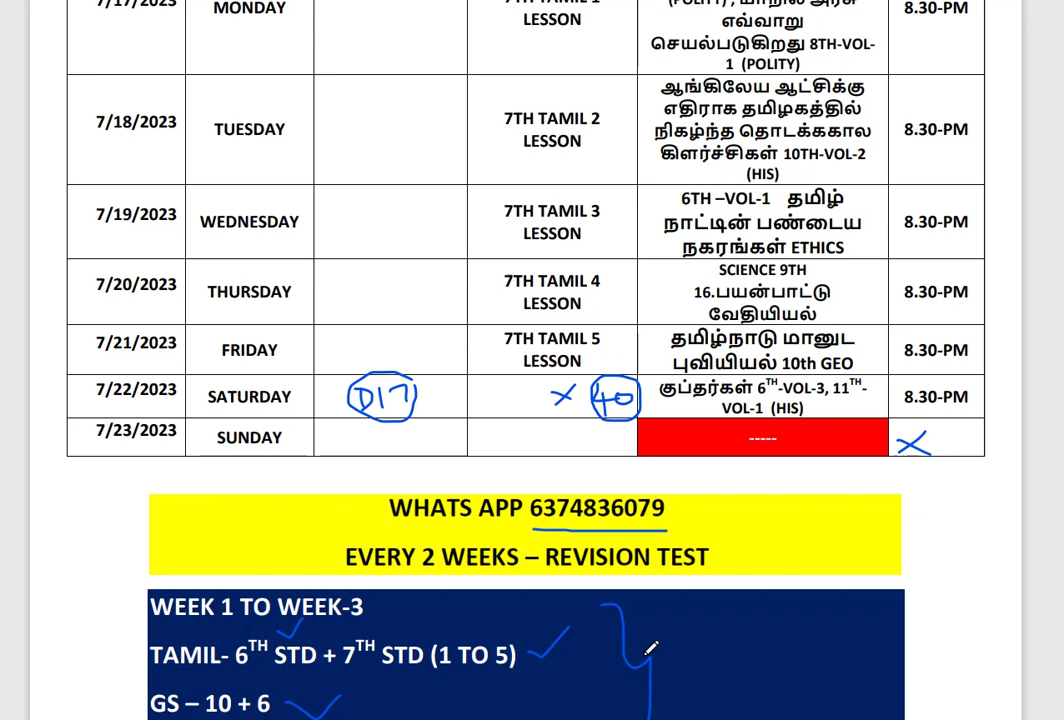 7/17/2023
MONDAY
7TH TAMIL 1
LESSON
(POLITY) , மாநில அரசு
எவ்வாறு
செயல்படுகிறது 8TH-VOL-
1 (POLITY)
8.30-PM
7/18/2023
TUESDAY
7TH TAMIL 2
LESSON
ஆங்கிலேய ஆட்சிக்கு
எதிராக தமிழகத்தில்
நிகழ்ந்த தொடக்ககால
கிளர்ச்சிகள் 10TH-VOL-2
(HIS)
8.30-PM
7/19/2023
WEDNESDAY
7TH TAMIL 3
LESSON
6TH –VOL-1 தமிழ்
நாட்டின் பண்டைய
நகரங்கள் ETHICS
8.30-PM
7/20/2023
THURSDAY
7TH TAMIL 4
LESSON
SCIENCE 9TH
16.பயன்பாட்டு
வேதியியல்
8.30-PM
7/21/2023
FRIDAY
7TH TAMIL 5
LESSON
தமிழ்நாடு மானுட
புவியியல் 10th GEO
8.30-PM
7/22/2023
SATURDAY
D17
× 40
குப்தர்கள் 6TH-VOL-3, 11TH-
VOL-1 (HIS)
8.30-PM
7/23/2023
SUNDAY
-----
×
WHATS APP 6374836079
EVERY 2 WEEKS – REVISION TEST
WEEK 1 TO WEEK-3
TAMIL- 6TH STD + 7TH STD (1 TO 5)
GS – 10 + 6